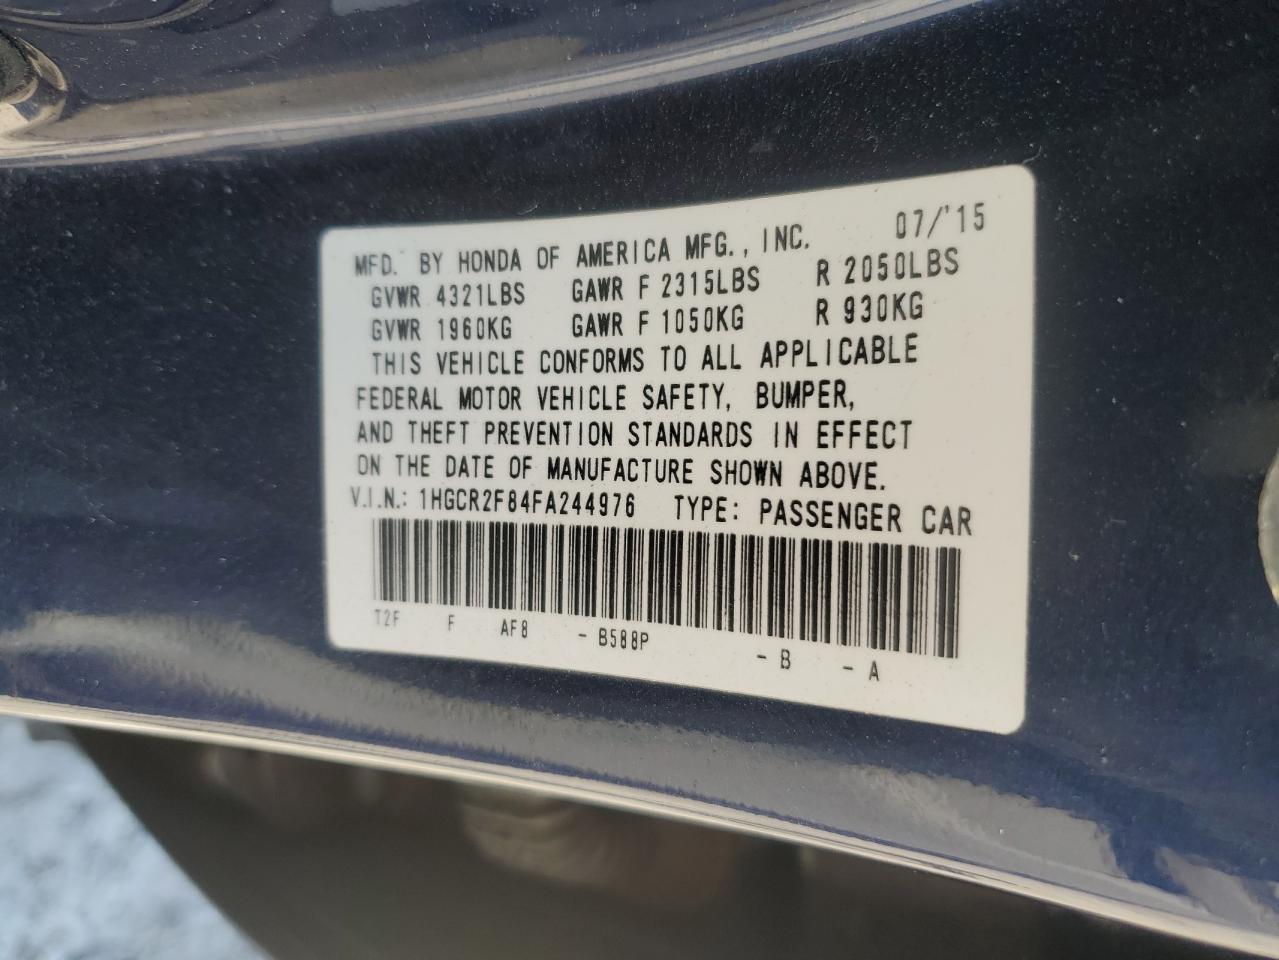 MFD. BY HONDA OF AMERICA MFG., INC. 07/'15
GVWR 4321LBS GAWR F 2315LBS R 2050LBS
GVWR 1960KG GAWR F 1050KG R 930KG
THIS VEHICLE CONFORMS TO ALL APPLICABLE
FEDERAL MOTOR VEHICLE SAFETY, BUMPER,
AND THEFT PREVENTION STANDARDS IN EFFECT
ON THE DATE OF MANUFACTURE SHOWN ABOVE.
V.I.N.: 1HGCR2F84FA244976 TYPE: PASSENGER CAR
T2F F AF8 - B588P - B - A